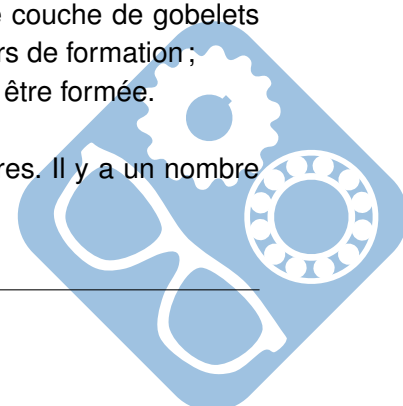 couche de gobelets
rs de formation ;
être formée.
res. Il y a un nombre